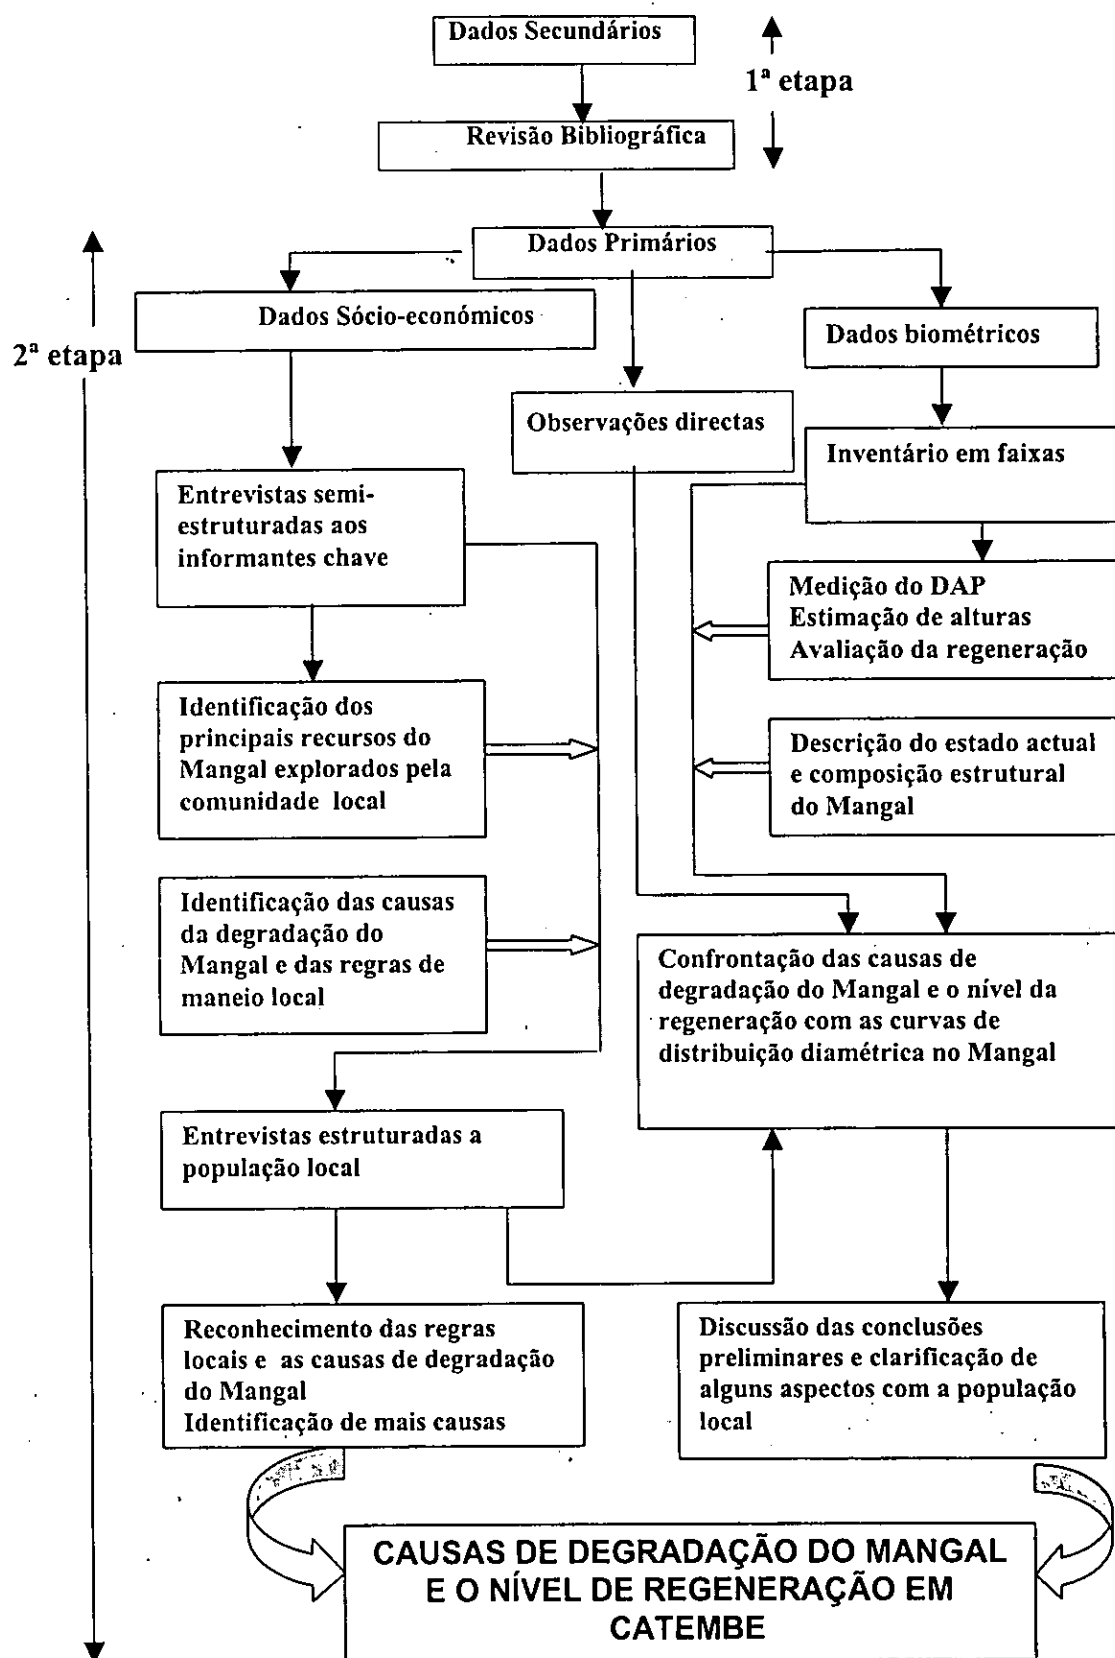 Dados Secundários
1ª etapa
Revisão Bibliográfica
Dados Primários
2ª etapa
Dados Sócio-económicos
Dados biométricos
Observações directas
Inventário em faixas
Entrevistas semi-
estruturadas aos
informantes chave
Medição do DAP
Estimação de alturas
Avaliação da regeneração
Identificação dos
principais recursos do
Mangal explorados pela
comunidade local
Descrição do estado actual
e composição estrutural
do Mangal
Identificação das causas
da degradação do
Mangal e das regras de
maneio local
Confrontação das causas de
degradação do Mangal e o nível da
regeneração com as curvas de
distribuição diamétrica no Mangal
Entrevistas estruturadas a
população local
Reconhecimento das regras
locais e as causas de degradação
do Mangal
Identificação de mais causas
Discussão das conclusões
preliminares e clarificação de
alguns aspectos com a população
local
CAUSAS DE DEGRADAÇÃO DO MANGAL
E O NÍVEL DE REGENERAÇÃO EM
CATEMBE